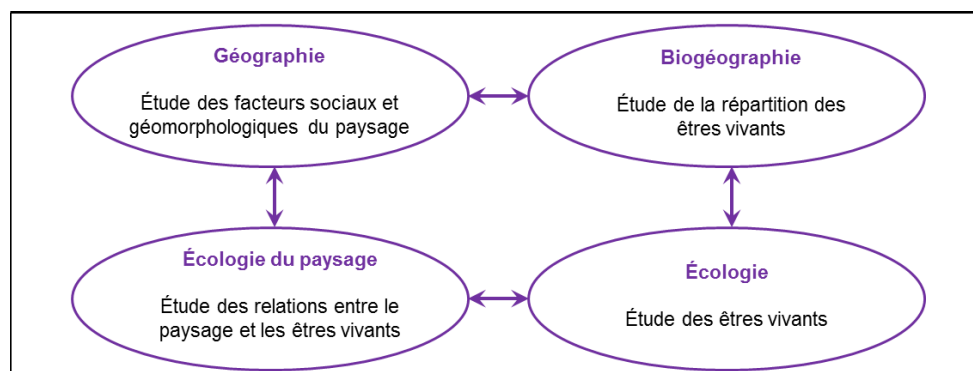 Géographie
Étude des facteurs sociaux et
géomorphologiques du paysage
Biogéographie
Étude de la répartition des
êtres vivants
Écologie du paysage
Étude des relations entre le
paysage et les êtres vivants
Écologie
Étude des êtres vivants